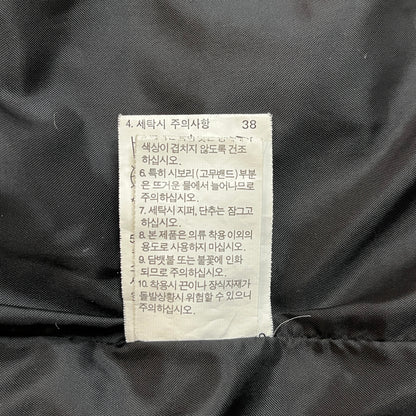 4. 세탁시 주의사항 38
색상이 겹치지 않도록 건조
하십시오.
6. 특히 시보리(고무밴드) 부분
은 뜨거운 물에서 늘어나므로
주의하십시오.
7. 세탁시 지퍼, 단추는 잠그고
하십시오.
8. 본 제품은 의류 착용 이외의
용도로 사용하지 마십시오.
9. 담뱃불 또는 불꽃에 인화
되므로 주의하십시오.
10. 착용시 끈이나 장식자재가
돌발상황시 위험할 수 있으니
주의하십시오.